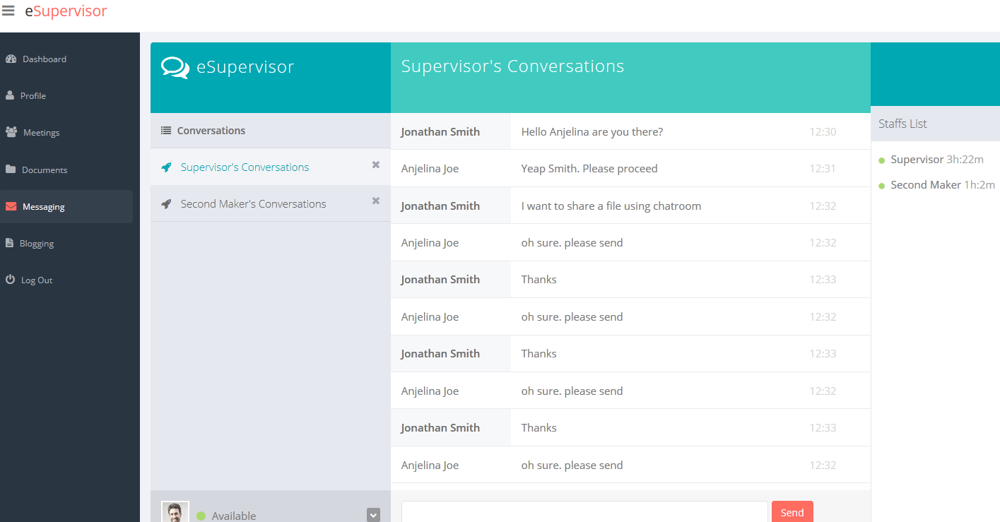 eSupervisor
Dashboard
Profile
Meetings
Documents
Messaging
Blogging
Log Out
eSupervisor
Conversations
Supervisor's Conversations
Second Maker's Conversations
Available
Supervisor's Conversations
Jonathan Smith Hello Anjelina are you there? 12:30
Anjelina Joe Yeap Smith. Please proceed 12:31
Jonathan Smith I want to share a file using chatroom 12:32
Anjelina Joe oh sure. please send 12:32
Jonathan Smith Thanks 12:33
Anjelina Joe oh sure. please send 12:32
Jonathan Smith Thanks 12:33
Anjelina Joe oh sure. please send 12:32
Jonathan Smith Thanks 12:33
Anjelina Joe oh sure. please send 12:32
Send
Staffs List
Supervisor 3h:22m
Second Maker 1h:2m